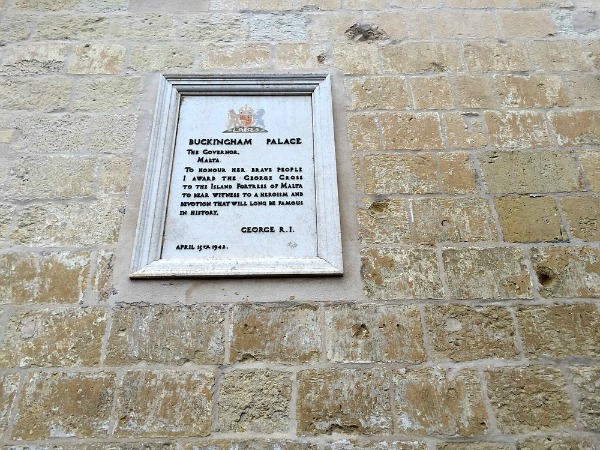 BUCKINGHAM PALACE
THE GOVERNOR,
MALTA.
TO HONOUR HER BRAVE PEOPLE
I AWARD THE GEORGE CROSS
TO THE ISLAND FORTRESS OF MALTA
TO BEAR WITNESS TO A HEROISM AND
DEVOTION THAT WILL LONG BE FAMOUS
IN HISTORY.
GEORGE R.I.
APRIL 15TH 1942.